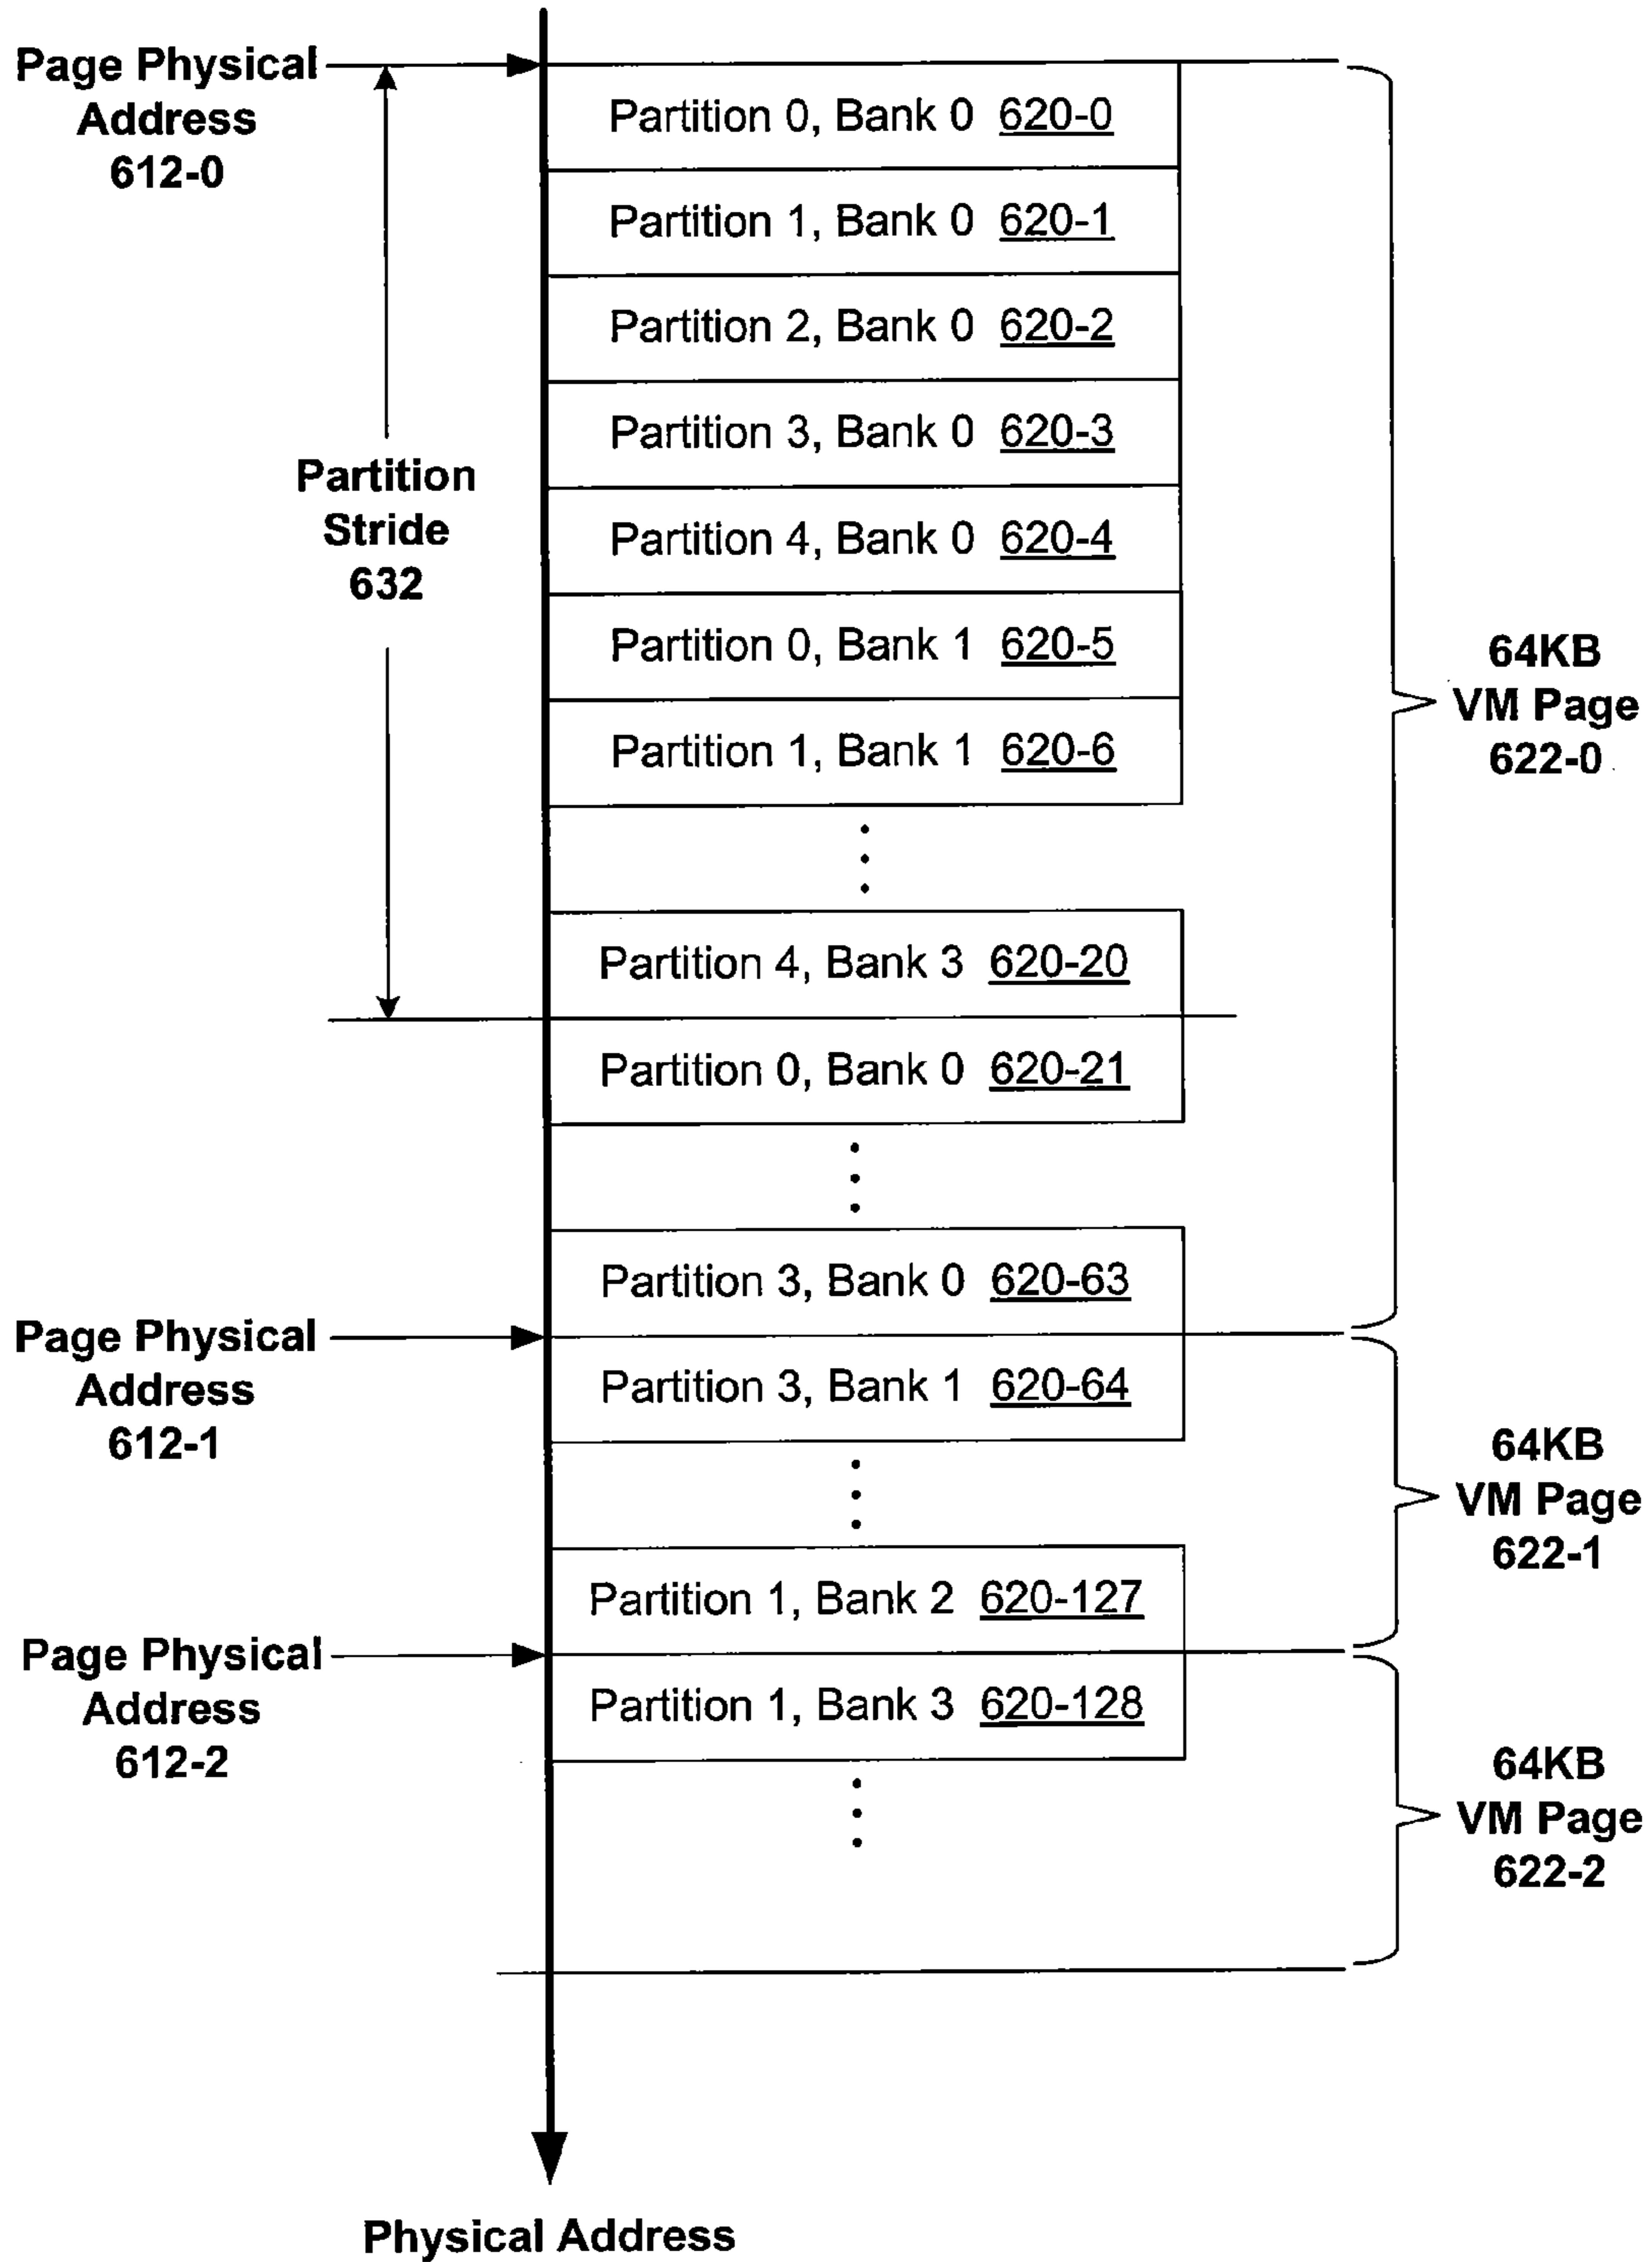 Page Physical
Address
612-0
Partition 0, Bank 0 620-0
Partition 1, Bank 0 620-1
Partition 2, Bank 0 620-2
Partition 3, Bank 0 620-3
Partition
Stride
632
Partition 4, Bank 0 620-4
Partition 0, Bank 1 620-5
Partition 1, Bank 1 620-6
64KB
VM Page
622-0
Partition 4, Bank 3 620-20
Partition 0, Bank 0 620-21
Partition 3, Bank 0 620-63
Page Physical
Address
612-1
Partition 3, Bank 1 620-64
64KB
VM Page
622-1
Partition 1, Bank 2 620-127
Page Physical
Address
612-2
Partition 1, Bank 3 620-128
64KB
VM Page
622-2
Physical Address